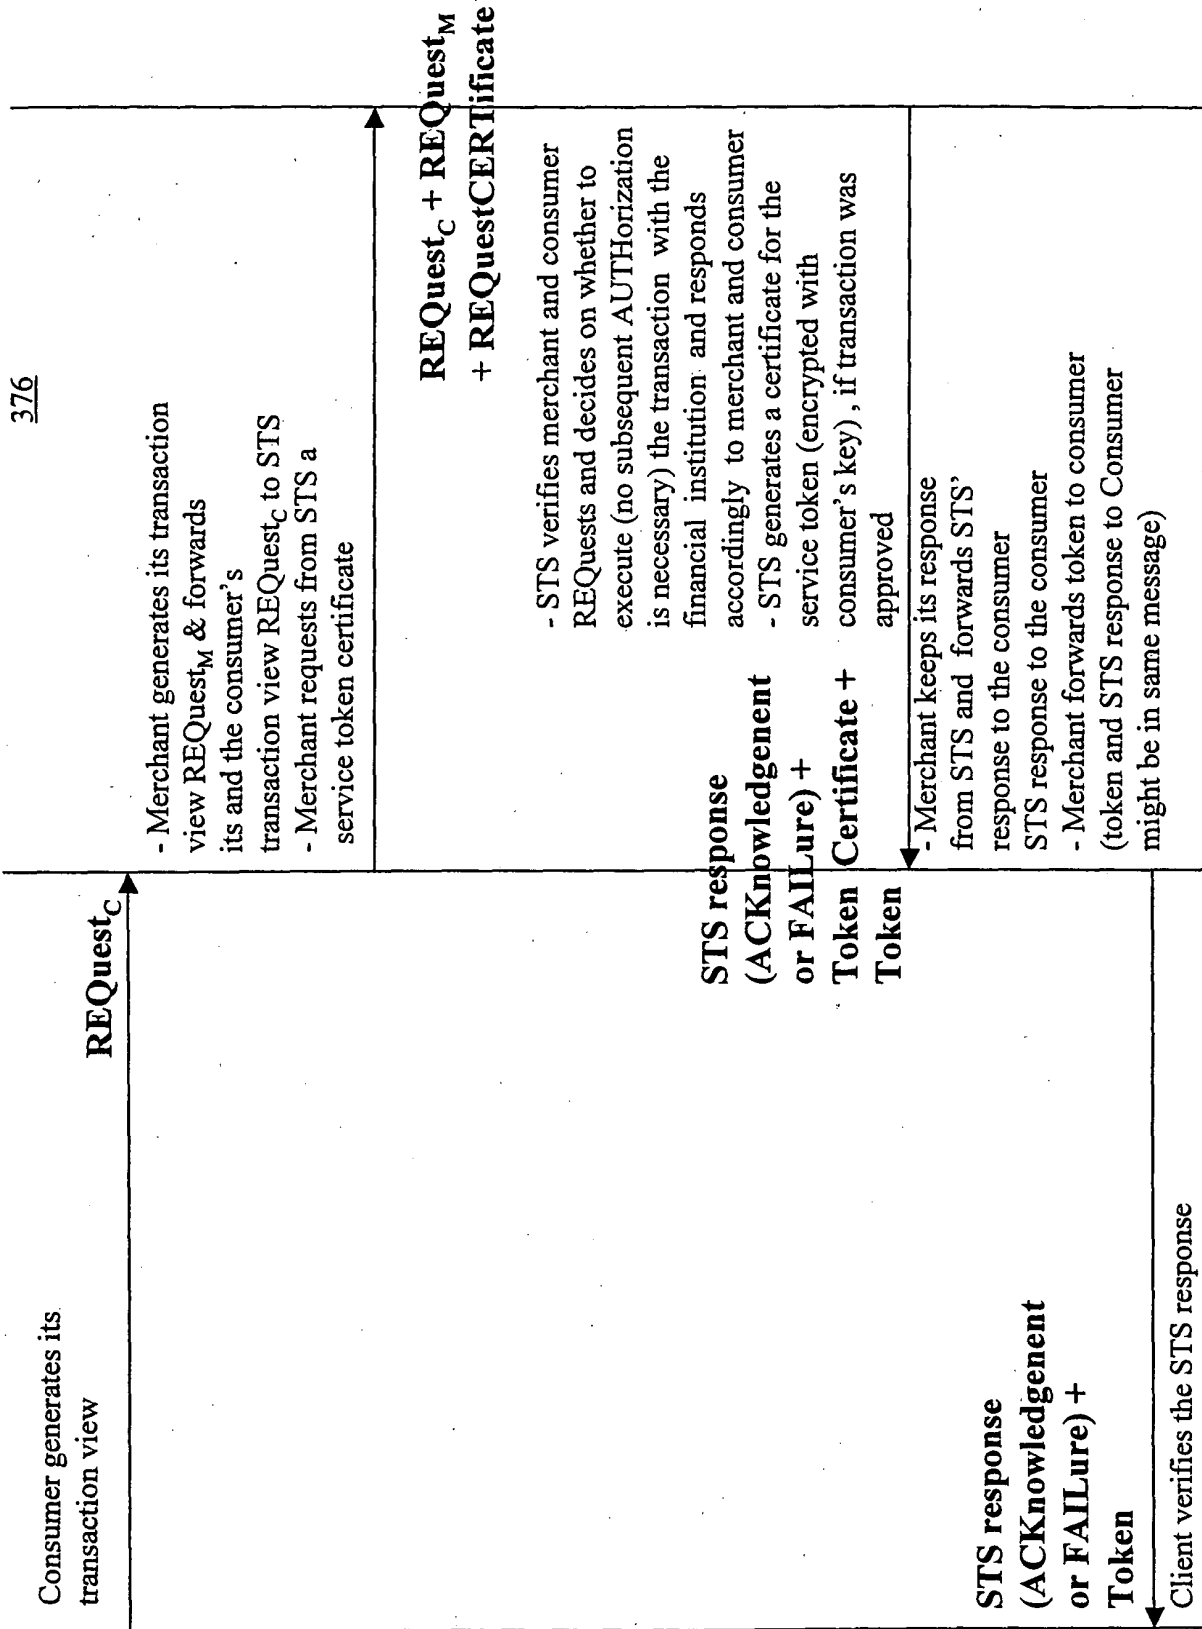 376
Consumer generates its
transaction view
REQuestC
- Merchant generates its transaction
view REQuestM & forwards
its and the consumer's
transaction view REQuestC to STS
- Merchant requests from STS a
service token certificate
REQuestC + REQuestM
+ REQuestCERTificate
- STS verifies merchant and consumer
REQuests and decides on whether to
execute (no subsequent AUTHorization
is necessary) the transaction with the
financial institution and responds
accordingly to merchant and consumer
- STS generates a certificate for the
service token (encrypted with
consumer's key), if transaction was
approved
STS response
(ACKnowledgenent
or FAILure) +
Token Certificate +
Token
- Merchant keeps its response
from STS and forwards STS'
response to the consumer
STS response to the consumer
- Merchant forwards token to consumer
(token and STS response to Consumer
might be in same message)
STS response
(ACKnowledgenent
or FAILure) +
Token
Client verifies the STS response